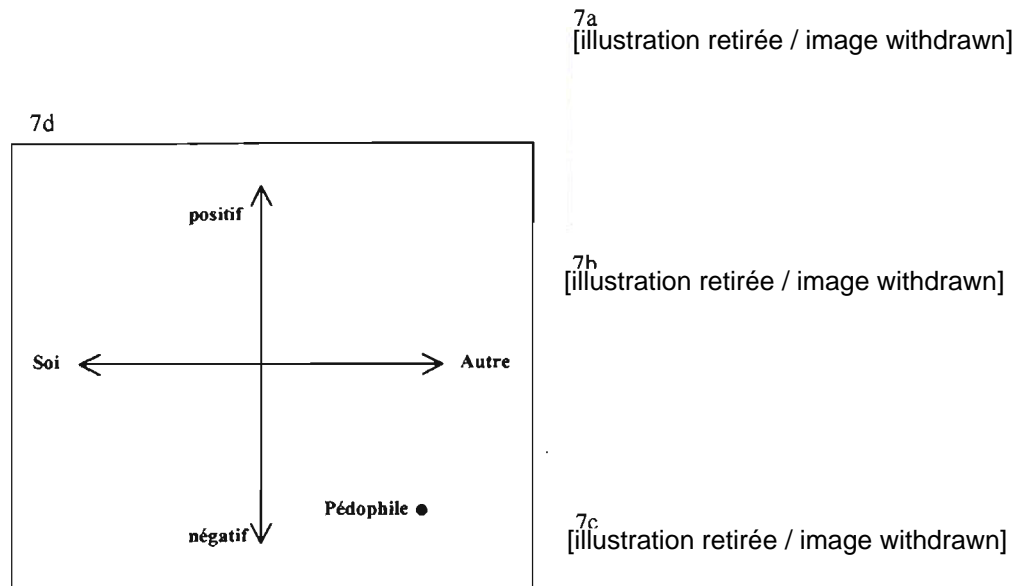 7a
[illustration retirée / image withdrawn]
7d
positif
7b
[illustration retirée / image withdrawn]
Soi
Autre
Pédophile
négatif
7c
[illustration retirée / image withdrawn]